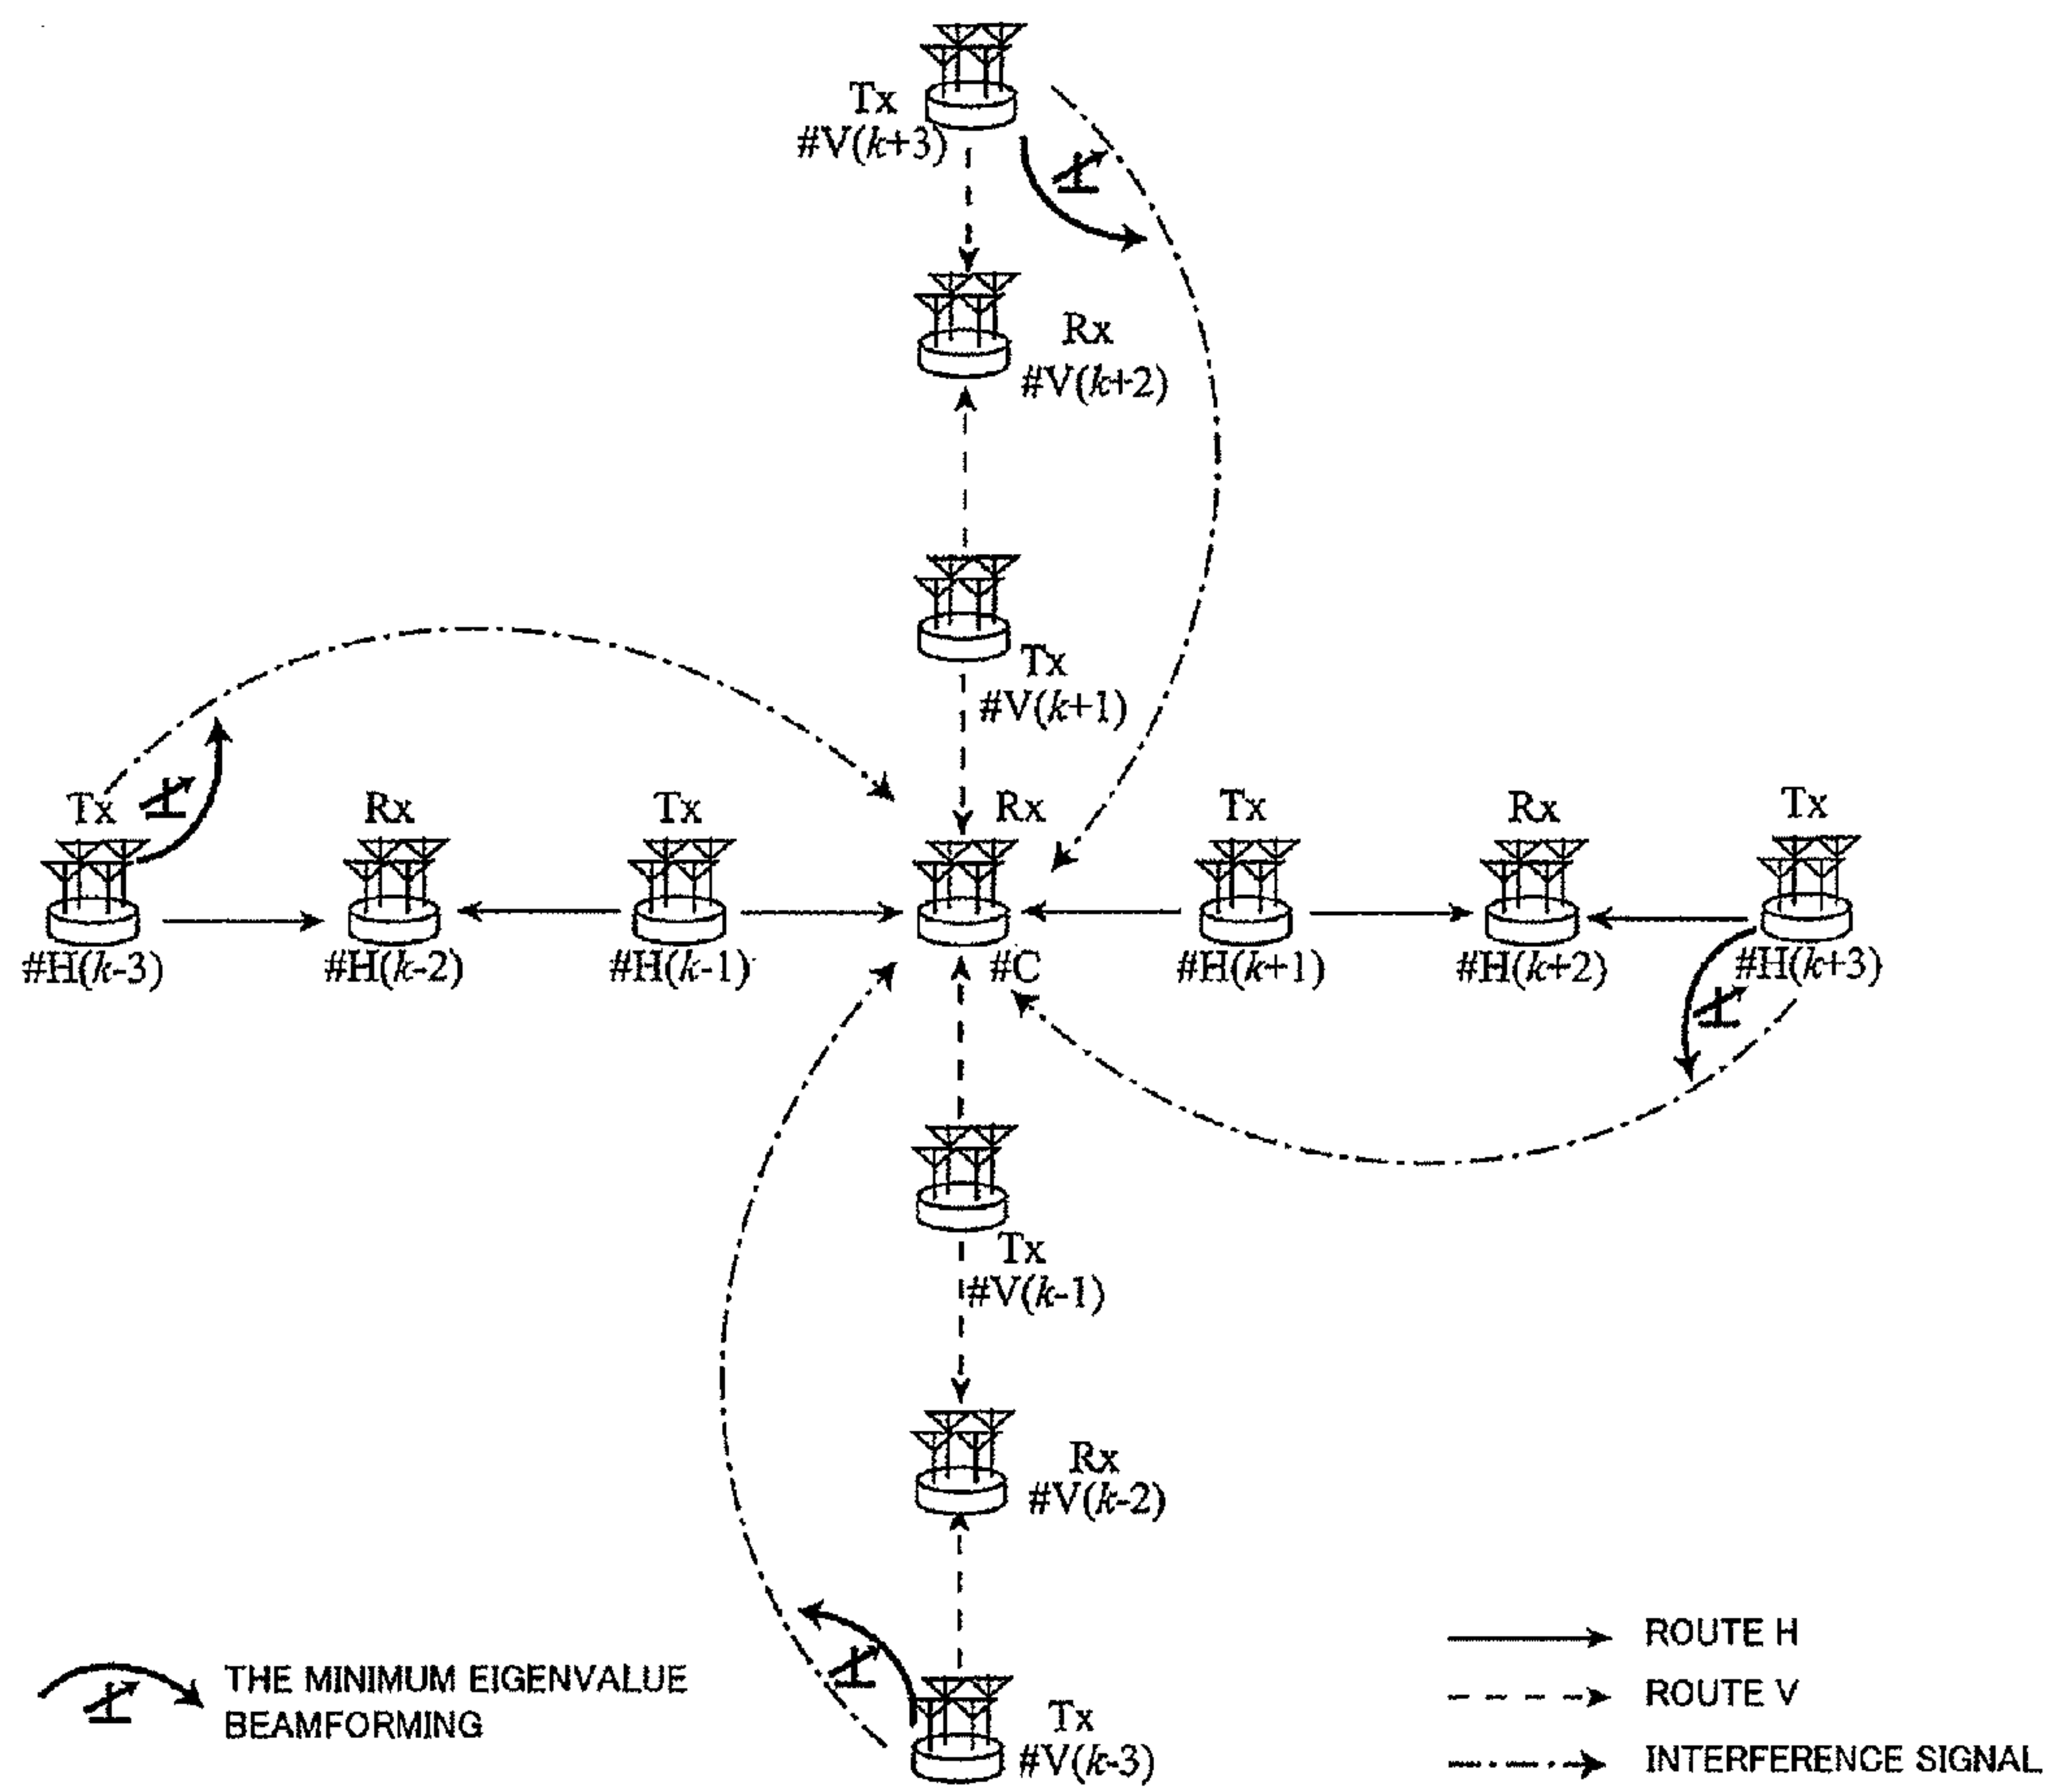 Tx
#V(k+3)
Rx
#V(k+2)
Tx
#V(k+1)
Tx
Rx
Tx
Rx
Tx
Rx
Tx
#H(k-3)
#H(k-2)
#H(k-1)
#C
#H(k+1)
#H(k+2)
#H(k+3)
Tx
#V(k-1)
Rx
#V(k-2)
Tx
#V(k-3)
THE MINIMUM EIGENVALUE
BEAMFORMING
ROUTE H
ROUTE V
INTERFERENCE SIGNAL